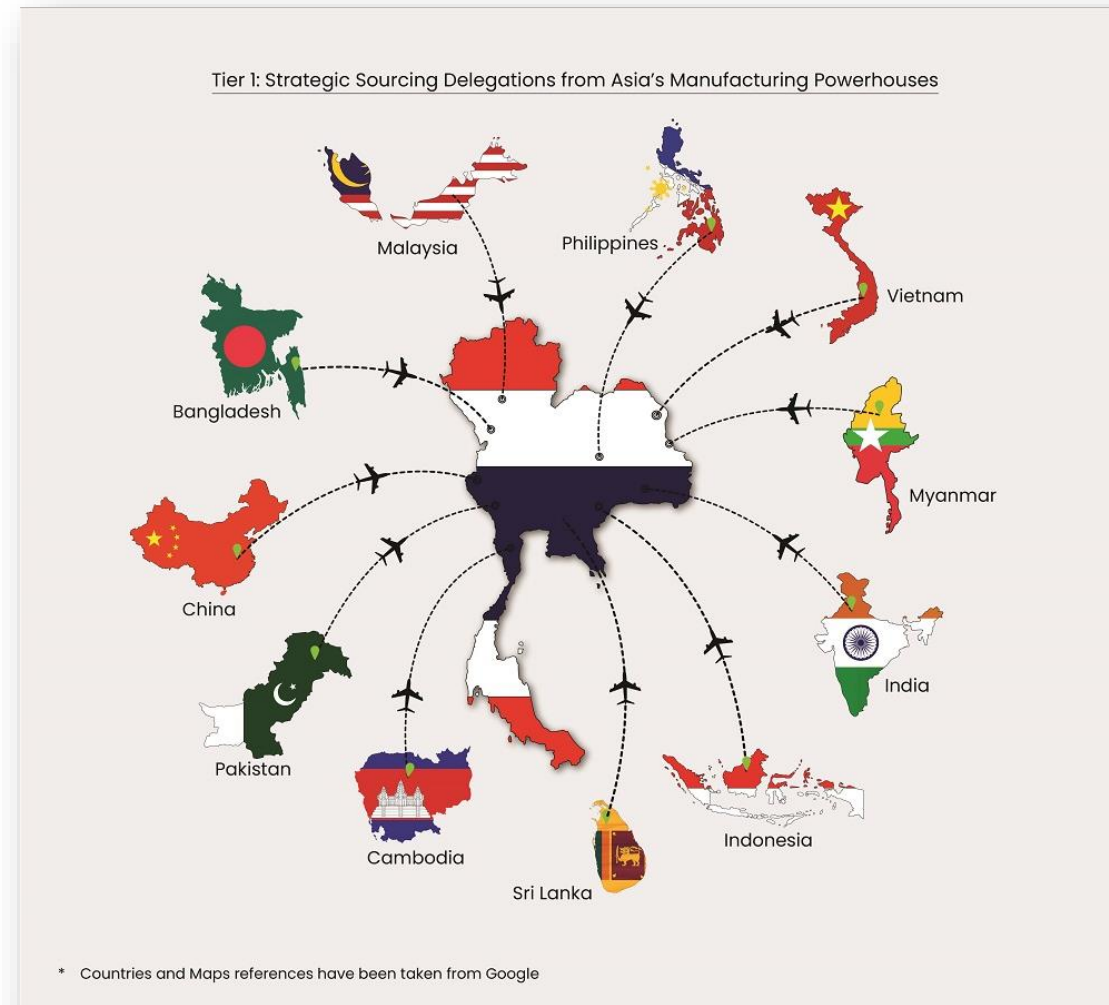 Tier 1: Strategic Sourcing Delegations from Asia's Manufacturing Powerhouses
Malaysia
Philippines
Vietnam
Bangladesh
Myanmar
China
India
Pakistan
Indonesia
Cambodia
Sri Lanka
* Countries and Maps references have been taken from Google